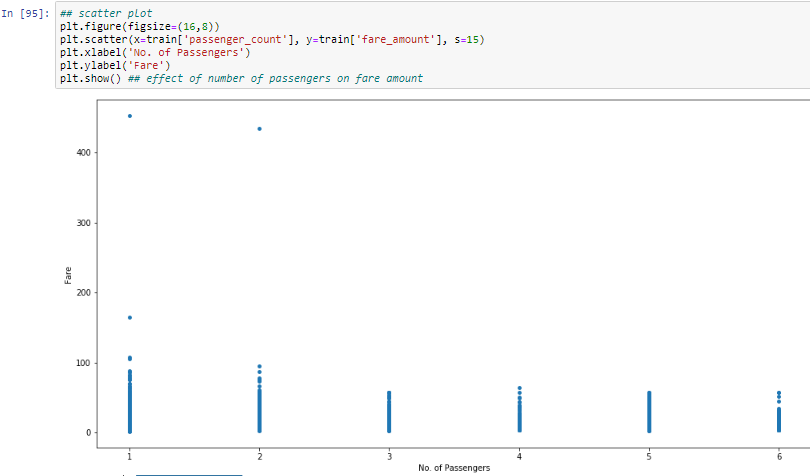 In [95]:
## scatter plot
plt.figure(figsize=(16,8))
plt.scatter(x=train['passenger_count'], y=train['fare_amount'], s=15)
plt.xlabel('No. of Passengers')
plt.ylabel('Fare')
plt.show() ## effect of number of passengers on fare amount
400
300
200
100
0
Fare
1 2 3 4 5 6
No. of Passengers